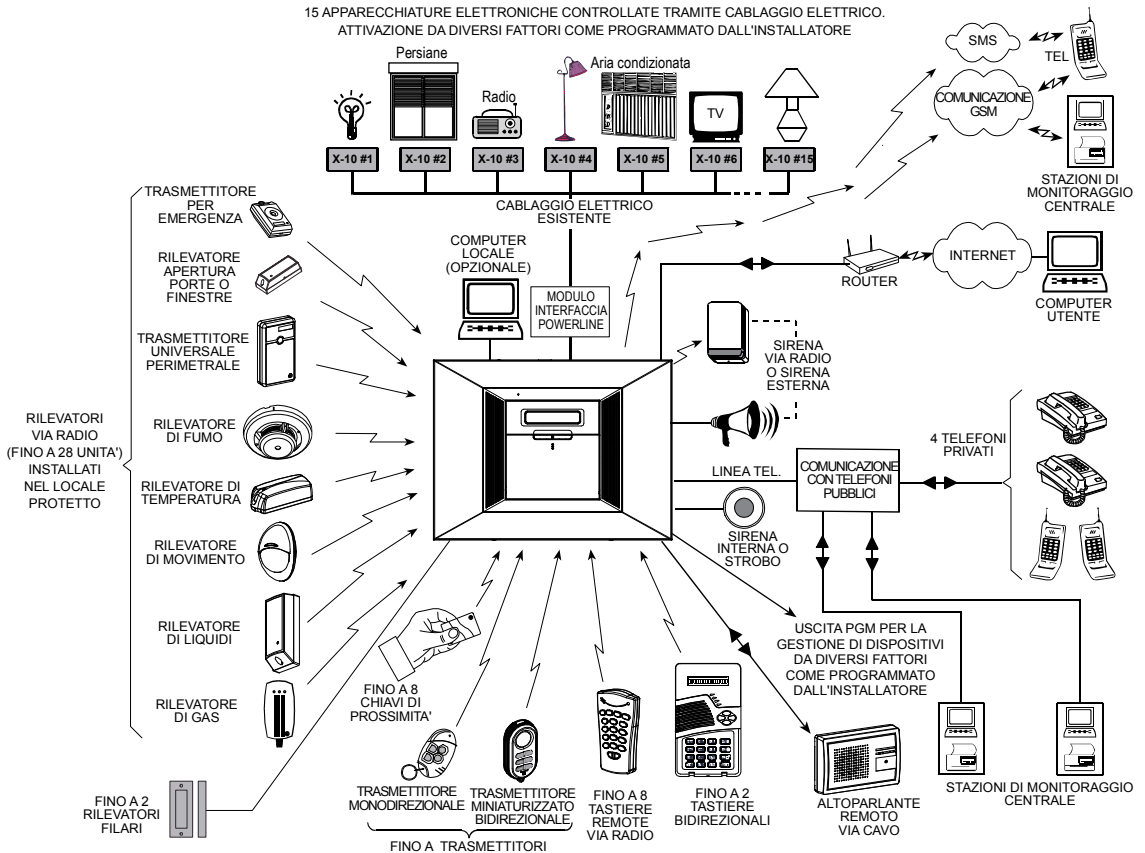 15 APPARECCHIATURE ELETTRONICHE CONTROLLATE TRAMITE CABLAGGIO ELETTRICO.
ATTIVAZIONE DA DIVERSI FATTORI COME PROGRAMMATO DALL'INSTALLATORE
Persiane
Radio
Aria condizionata
TV
X-10 #1
X-10 #2
X-10 #3
X-10 #4
X-10 #5
X-10 #6
X-10 #15
CABLAGGIO ELETTRICO
ESISTENTE
SMS
TEL
COMUNICAZIONE
GSM
STAZIONI DI
MONITORAGGIO
CENTRALE
COMPUTER
LOCALE
(OPZIONALE)
MODULO
INTERFACCIA
POWERLINE
ROUTER
INTERNET
COMPUTER
UTENTE
TRASMETTITORE
PER
EMERGENZA
RILEVATORE
APERTURA
PORTE O
FINESTRE
TRASMETTITORE
UNIVERSALE
PERIMETRALE
RILEVATORE
DI FUMO
RILEVATORE DI
TEMPERATURA
RILEVATORE
DI MOVIMENTO
RILEVATORE
DI LIQUIDI
RILEVATORE
DI GAS
RILEVATORI
VIA RADIO
(FINO A 28 UNITA')
INSTALLATI
NEL LOCALE
PROTETTO
SIRENA
VIA RADIO
O SIRENA
ESTERNA
LINEA TEL.
SIRENA
INTERNA O
STROBO
COMUNICAZIONE
CON TELEFONI
PUBBLICI
4 TELEFONI
PRIVATI
USCITA PGM PER LA
GESTIONE DI DISPOSITIVI
DA DIVERSI FATTORI
COME PROGRAMMATO
DALL'INSTALLATORE
STAZIONI DI MONITORAGGIO
CENTRALE
FINO A 2
RILEVATORI
FILARI
FINO A 8
CHIAVI DI
PROSSIMITA'
TRASMETTITORE
MONODIREZIONALE
TRASMETTITORE
MINIATURIZZATO
BIDIREZIONALE
FINO A TRASMETTITORI
FINO A 8
TASTIERE
REMOTE
VIA RADIO
FINO A 2
TASTIERE
BIDIREZIONALI
ALTOPARLANTE
REMOTO
VIA CAVO